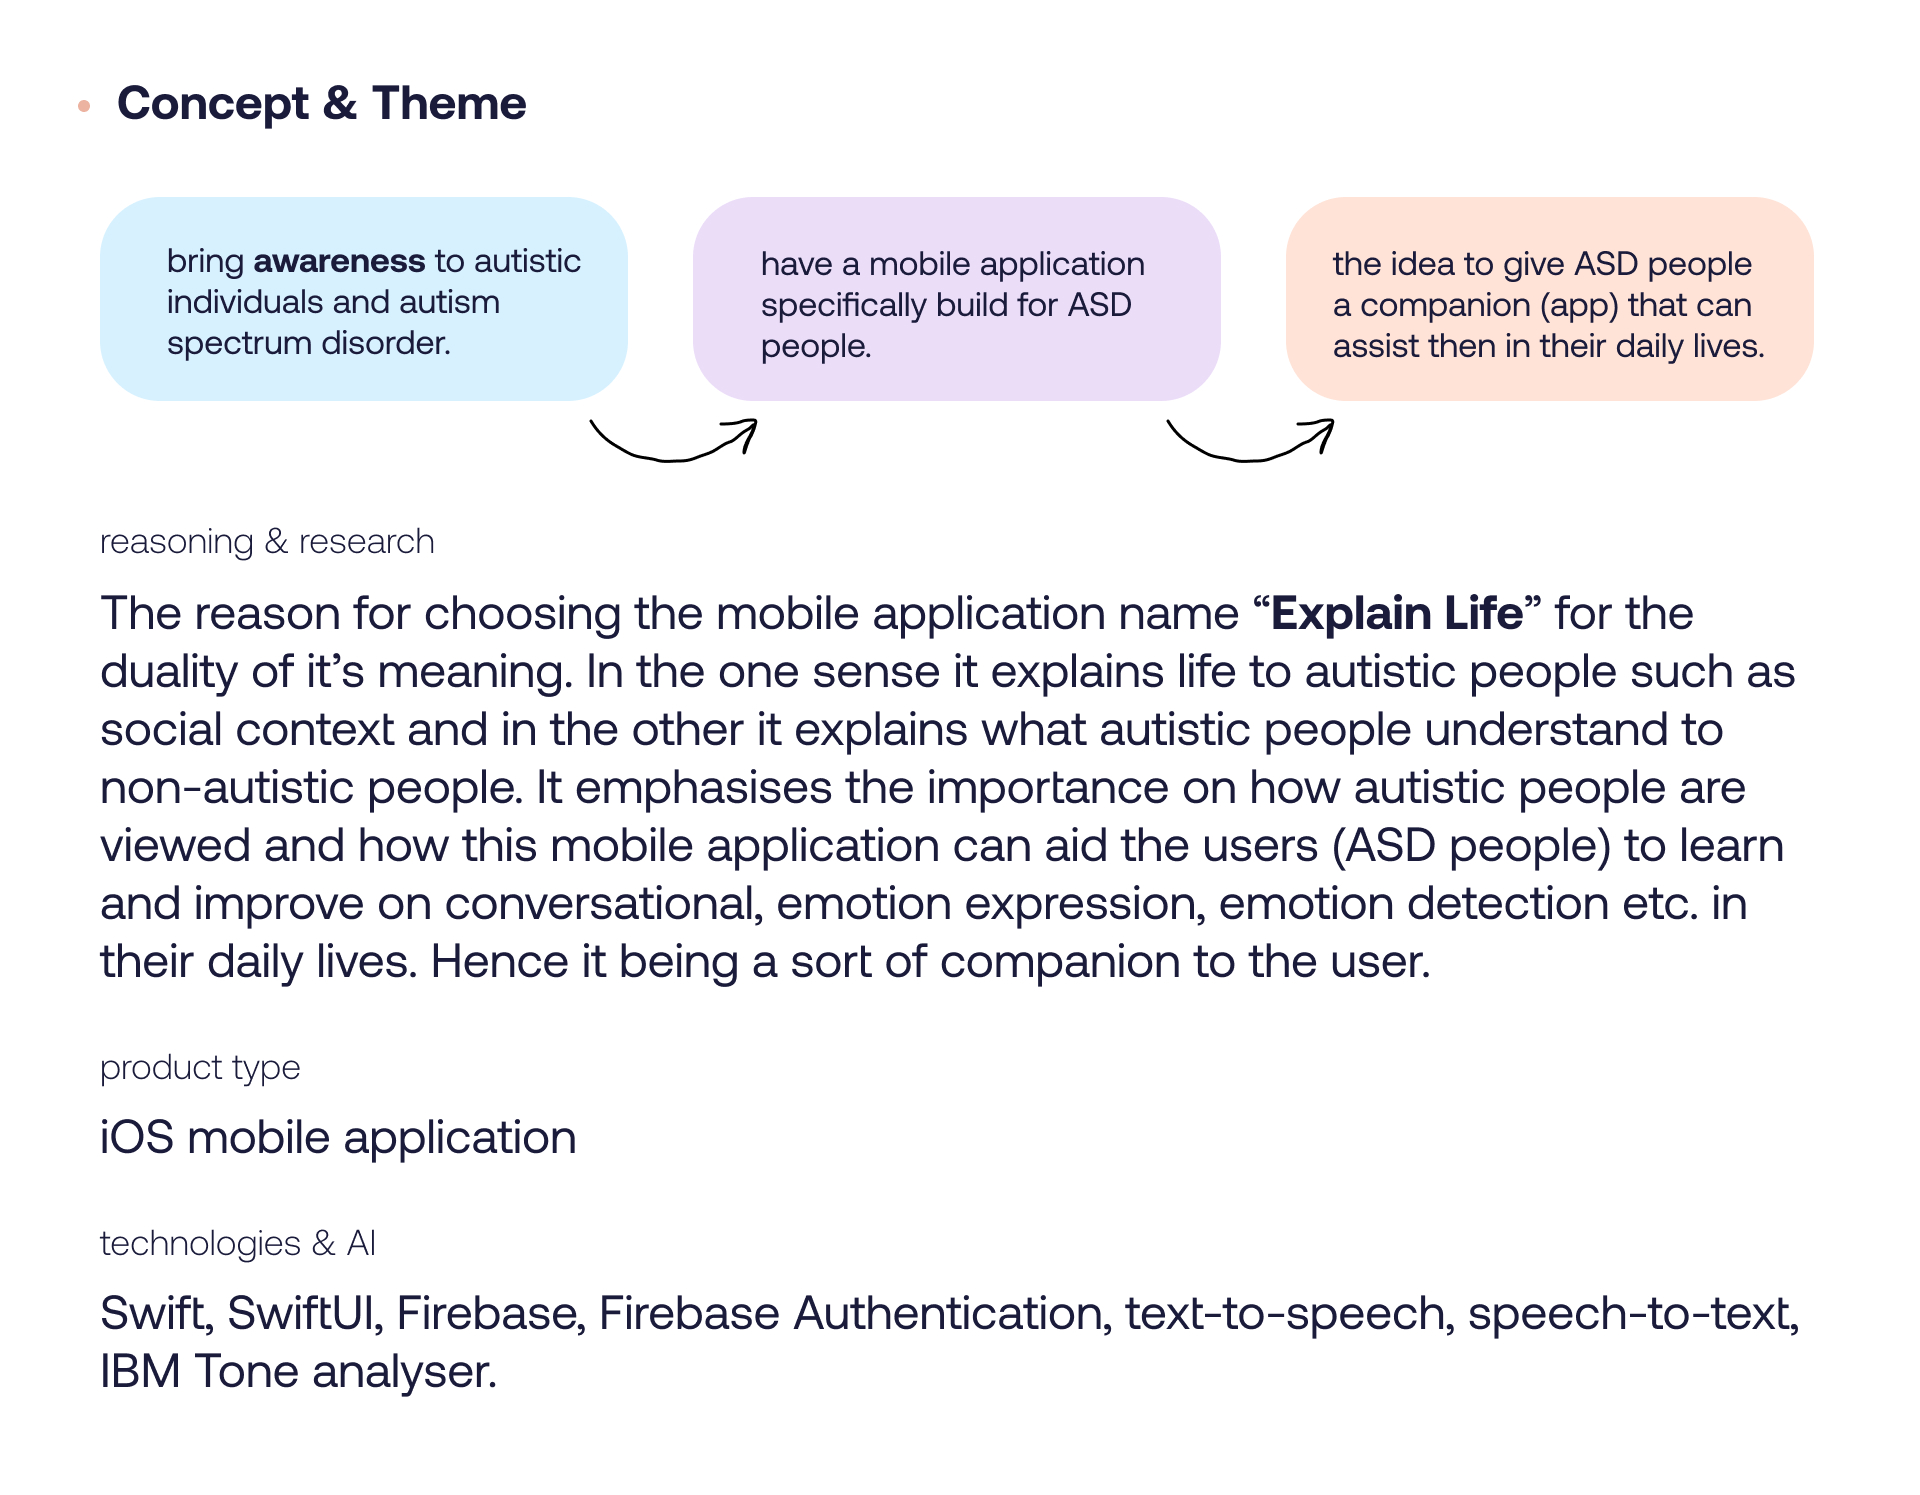 Concept & Theme
bring awareness to autistic
individuals and autism
spectrum disorder.
have a mobile application
specifically build for ASD
people.
the idea to give ASD people
a companion (app) that can
assist then in their daily lives.
reasoning & research
The reason for choosing the mobile application name “Explain Life” for the
duality of it’s meaning. In the one sense it explains life to autistic people such as
social context and in the other it explains what autistic people understand to
non-autistic people. It emphasises the importance on how autistic people are
viewed and how this mobile application can aid the users (ASD people) to learn
and improve on conversational, emotion expression, emotion detection etc. in
their daily lives. Hence it being a sort of companion to the user.
product type
iOS mobile application
technologies & AI
Swift, SwiftUI, Firebase, Firebase Authentication, text-to-speech, speech-to-text,
IBM Tone analyser.